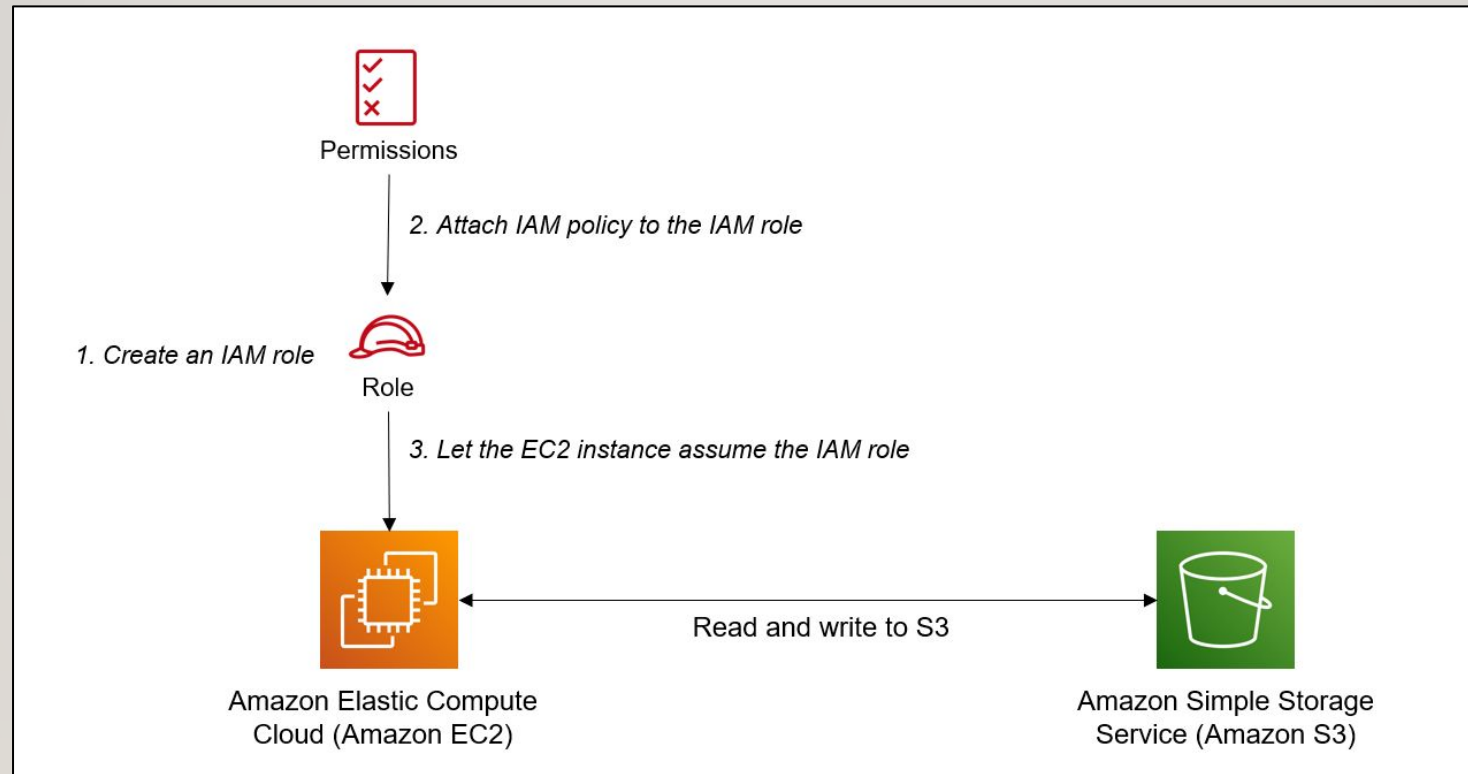 Permissions
2. Attach IAM policy to the IAM role
1. Create an IAM role
Role
3. Let the EC2 instance assume the IAM role
Read and write to S3
Amazon Elastic Compute
Cloud (Amazon EC2)
Amazon Simple Storage
Service (Amazon S3)